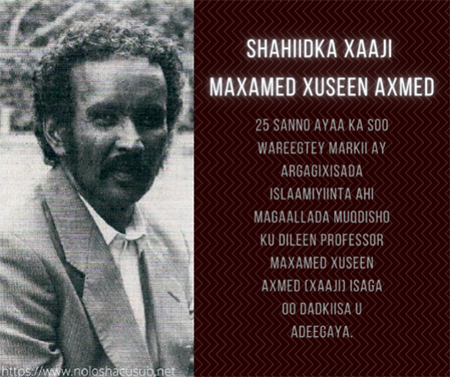 SHAHIIDKA XAAJI
MAXAMED XUSEEN AXMED
25 SANNO AYAA KA SOO
WAREEGTEY MARKII AY
ARGAGIXISADA
ISLAAMIYIINTA AHI
MAGAALLADA MUQDISHO
KU DILEEN PROFESSOR
MAXAMED XUSEEN
AXMED (XAAJI) ISAGA
OO DADKIISA U
ADEEGAYA.
https://www.noloshacusub.net